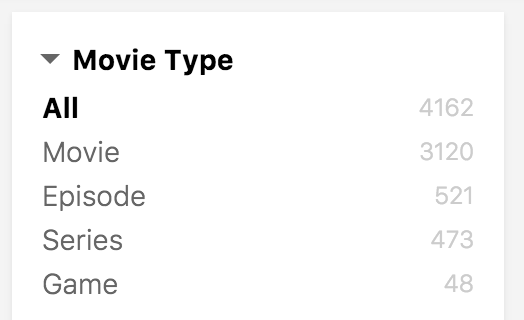 Movie Type
All 4162
Movie 3120
Episode 521
Series 473
Game 48